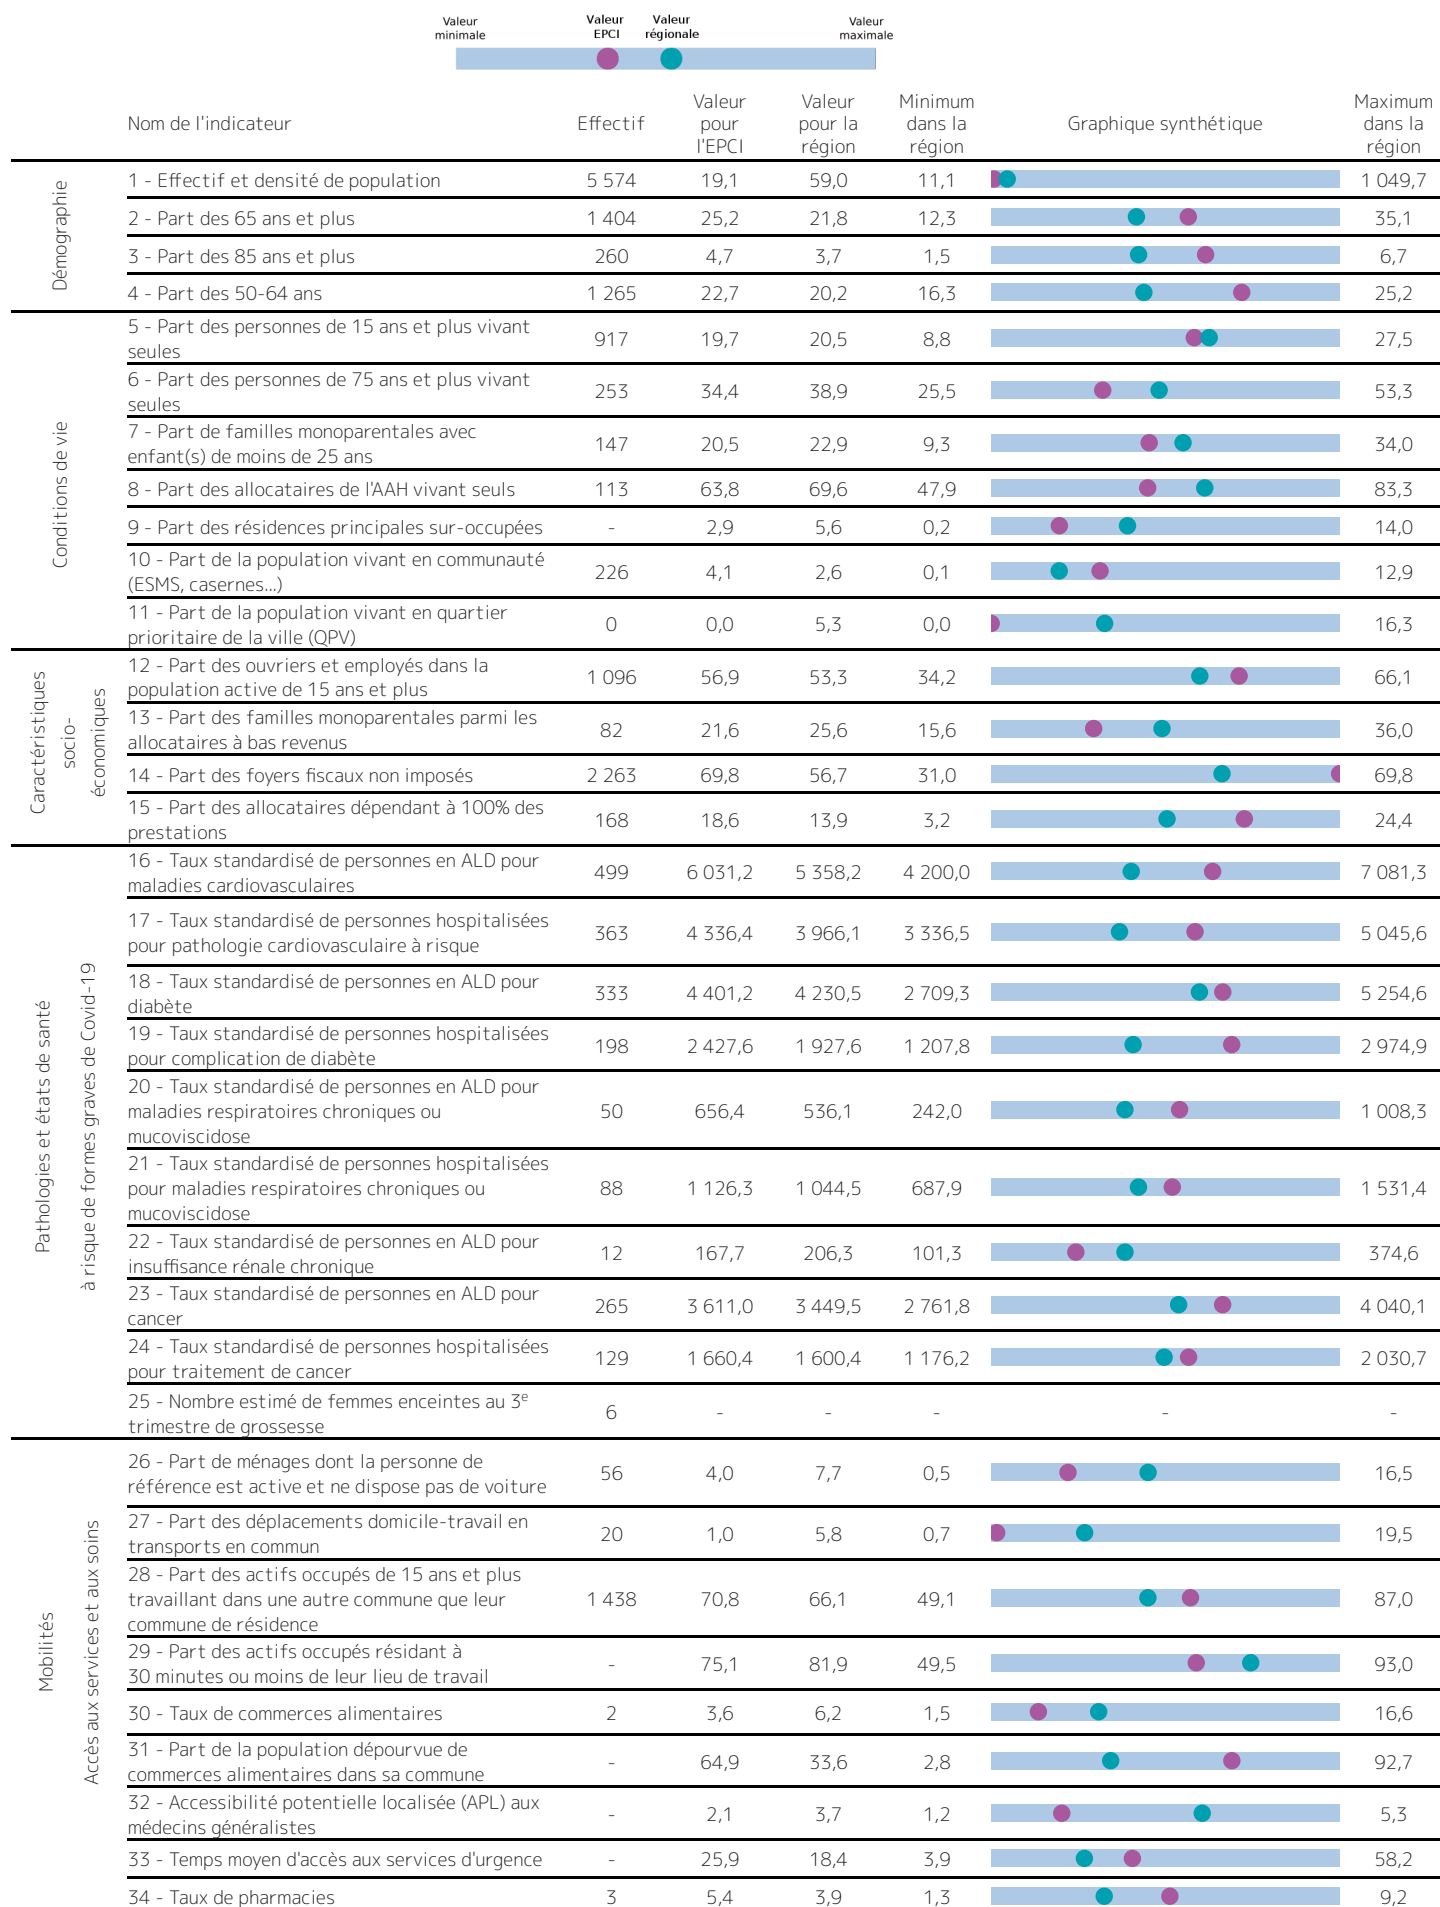 Valeur
minimale
Valeur
EPCI
Valeur
régionale
Valeur
maximale
Nom de l'indicateur
Effectif
Valeur
pour
l'EPCI
Valeur
pour la
région
Minimum
dans la
région
Graphique synthétique
Maximum
dans la
région
Démographie
1 - Effectif et densité de population 5 574 19,1 59,0 11,1 1 049,7
2 - Part des 65 ans et plus 1 404 25,2 21,8 12,3 35,1
3 - Part des 85 ans et plus 260 4,7 3,7 1,5 6,7
4 - Part des 50-64 ans 1 265 22,7 20,2 16,3 25,2
Conditions de vie
5 - Part des personnes de 15 ans et plus vivant
seules 917 19,7 20,5 8,8 27,5
6 - Part des personnes de 75 ans et plus vivant
seules 253 34,4 38,9 25,5 53,3
7 - Part de familles monoparentales avec
enfant(s) de moins de 25 ans 147 20,5 22,9 9,3 34,0
8 - Part des allocataires de l'AAH vivant seuls 113 63,8 69,6 47,9 83,3
9 - Part des résidences principales sur-occupées - 2,9 5,6 0,2 14,0
10 - Part de la population vivant en communauté
(ESMS, casernes...) 226 4,1 2,6 0,1 12,9
11 - Part de la population vivant en quartier
prioritaire de la ville (QPV) 0 0,0 5,3 0,0 16,3
Caractéristiques
socio-
économiques
12 - Part des ouvriers et employés dans la
population active de 15 ans et plus 1 096 56,9 53,3 34,2 66,1
13 - Part des familles monoparentales parmi les
allocataires à bas revenus 82 21,6 25,6 15,6 36,0
14 - Part des foyers fiscaux non imposés 2 263 69,8 56,7 31,0 69,8
15 - Part des allocataires dépendant à 100% des
prestations 168 18,6 13,9 3,2 24,4
Pathologies et états de santé
à risque de formes graves de Covid-19
16 - Taux standardisé de personnes en ALD pour
maladies cardiovasculaires 499 6 031,2 5 358,2 4 200,0 7 081,3
17 - Taux standardisé de personnes hospitalisées
pour pathologie cardiovasculaire à risque 363 4 336,4 3 966,1 3 336,5 5 045,6
18 - Taux standardisé de personnes en ALD pour
diabète 333 4 401,2 4 230,5 2 709,3 5 254,6
19 - Taux standardisé de personnes hospitalisées
pour complication de diabète 198 2 427,6 1 927,6 1 207,8 2 974,9
20 - Taux standardisé de personnes en ALD pour
maladies respiratoires chroniques ou
mucoviscidose 50 656,4 536,1 242,0 1 008,3
21 - Taux standardisé de personnes hospitalisées
pour maladies respiratoires chroniques ou
mucoviscidose 88 1 126,3 1 044,5 687,9 1 531,4
22 - Taux standardisé de personnes en ALD pour
insuffisance rénale chronique 12 167,7 206,3 101,3 374,6
23 - Taux standardisé de personnes en ALD pour
cancer 265 3 611,0 3 449,5 2 761,8 4 040,1
24 - Taux standardisé de personnes hospitalisées
pour traitement de cancer 129 1 660,4 1 600,4 1 176,2 2 030,7
25 - Nombre estimé de femmes enceintes au 3e
trimestre de grossesse 6 - - - - -
Mobilités
Accès aux services et aux soins
26 - Part de ménages dont la personne de
référence est active et ne dispose pas de voiture 56 4,0 7,7 0,5 16,5
27 - Part des déplacements domicile-travail en
transports en commun 20 1,0 5,8 0,7 19,5
28 - Part des actifs occupés de 15 ans et plus
travaillant dans une autre commune que leur
commune de résidence 1 438 70,8 66,1 49,1 87,0
29 - Part des actifs occupés résidant à
30 minutes ou moins de leur lieu de travail - 75,1 81,9 49,5 93,0
30 - Taux de commerces alimentaires 2 3,6 6,2 1,5 16,6
31 - Part de la population dépourvue de
commerces alimentaires dans sa commune - 64,9 33,6 2,8 92,7
32 - Accessibilité potentielle localisée (APL) aux
médecins généralistes - 2,1 3,7 1,2 5,3
33 - Temps moyen d'accès aux services d'urgence - 25,9 18,4 3,9 58,2
34 - Taux de pharmacies 3 5,4 3,9 1,3 9,2